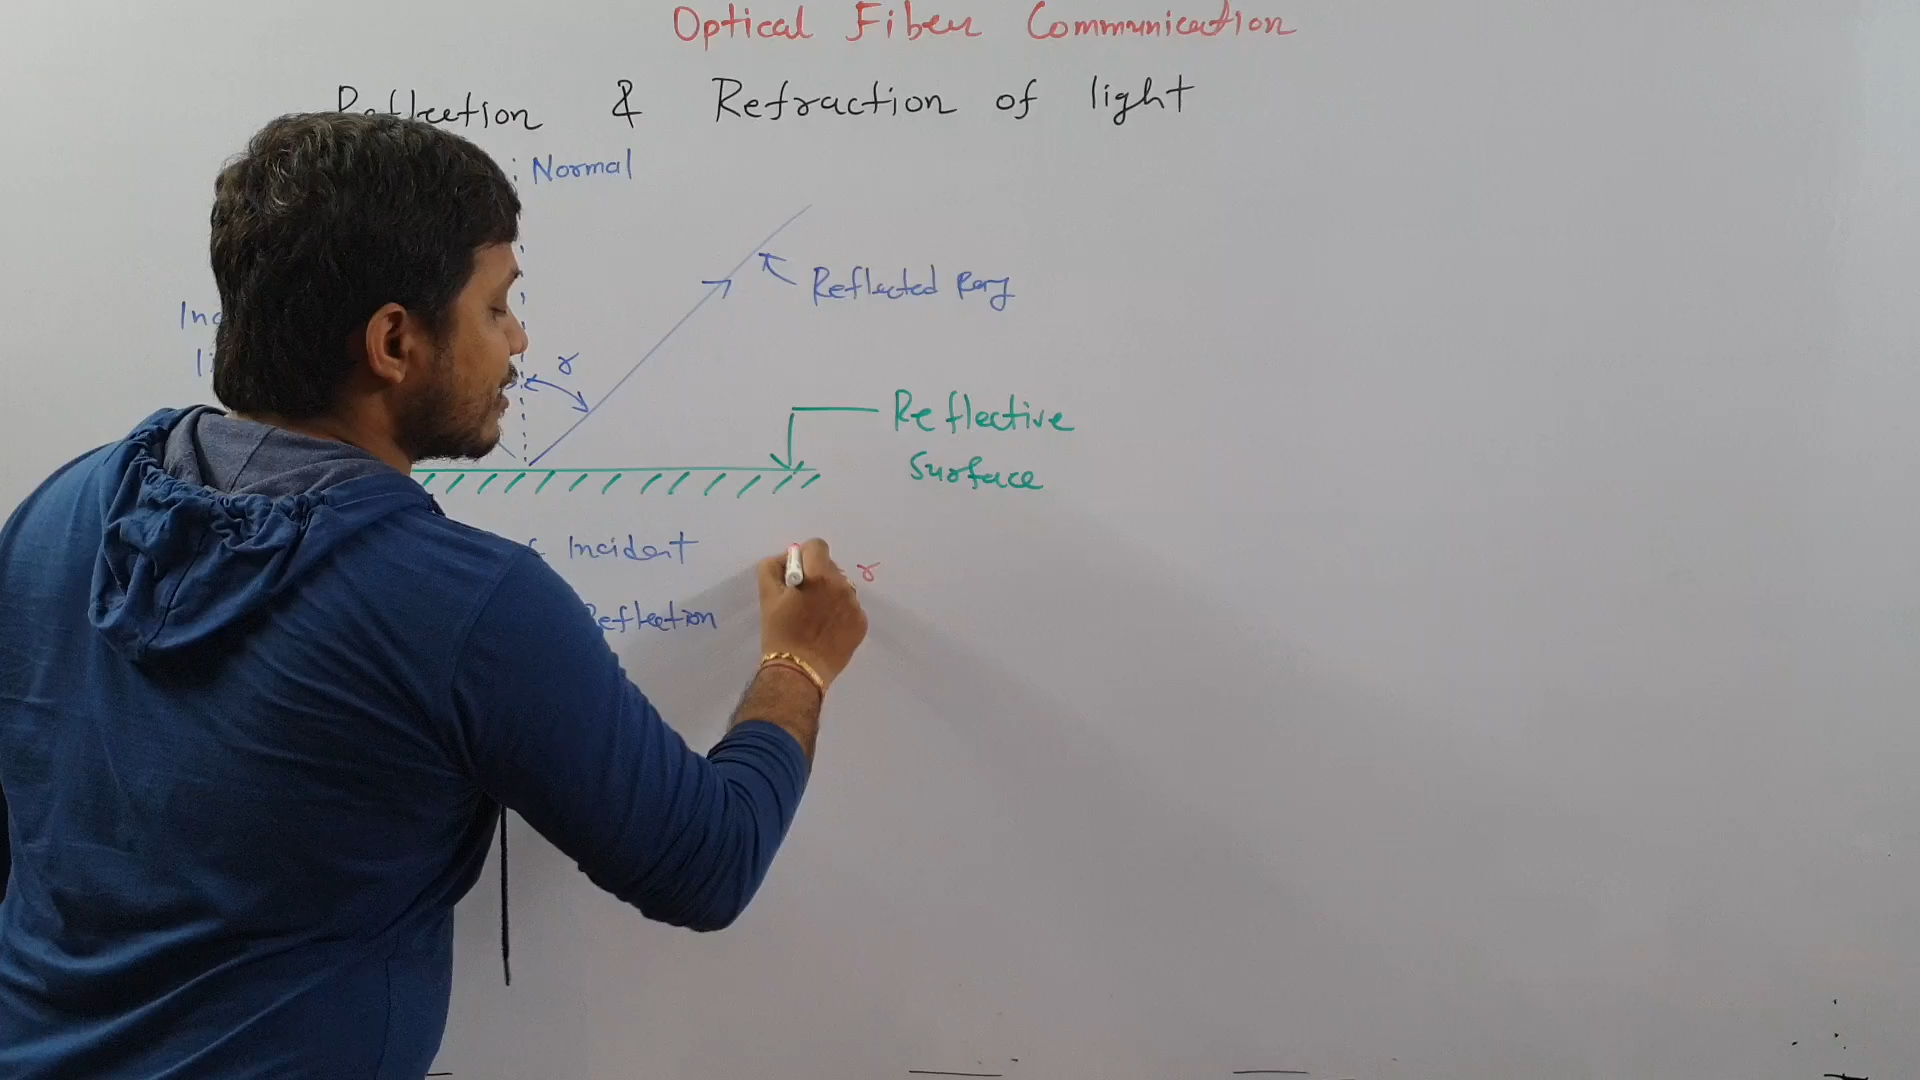 Optical Fiber Communication
Reflection & Refraction of light
Normal
Reflected Ray
r
Reflective
Surface
Incident
r
Reflection